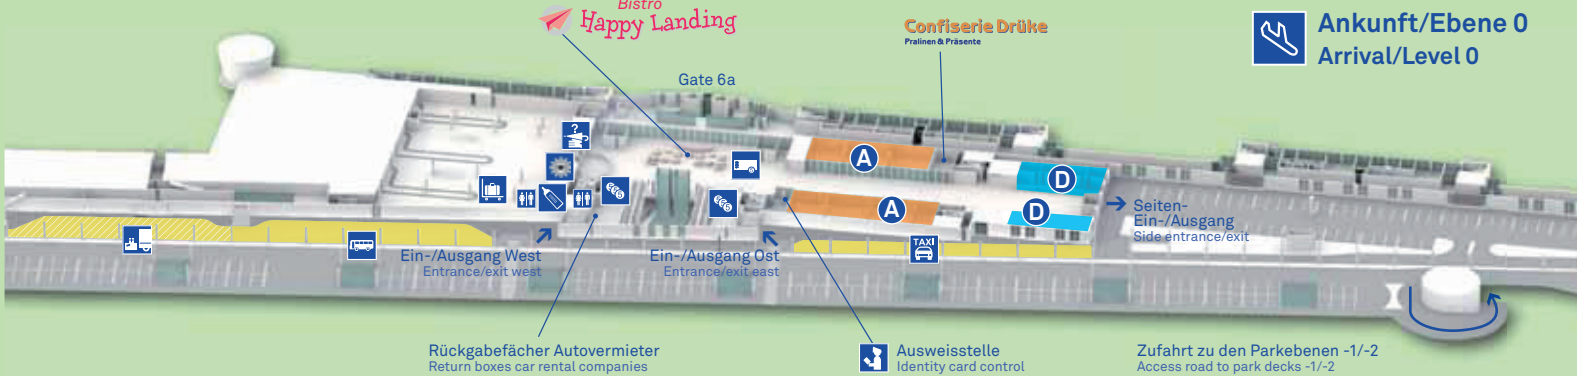 Bistro
Happy Landing
Confiserie Drüke
Pralinen & Präsente
Ankunft/Ebene 0
Arrival/Level 0
Gate 6a
?
A
A
D
D
Seiten-
Ein-/Ausgang
Side entrance/exit
TAXI
Ein-/Ausgang West
Entrance/exit west
Ein-/Ausgang Ost
Entrance/exit east
Rückgabefächer Autovermieter
Return boxes car rental companies
Ausweisstelle
Identity card control
Zufahrt zu den Parkebenen -1/-2
Access road to park decks -1/-2